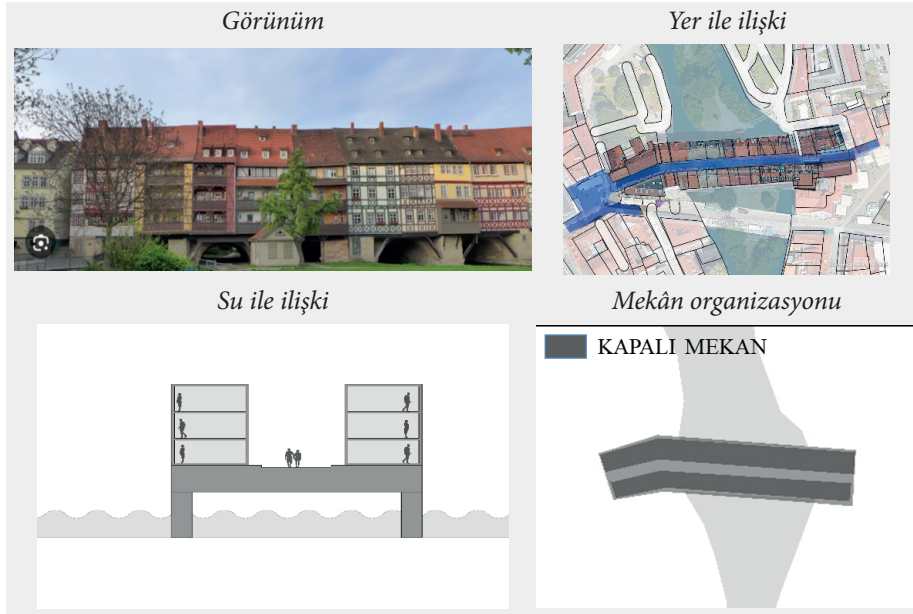 Görünüm
Yer ile ilişki
Su ile ilişki
Mekân organizasyonu
KAPALI MEKAN